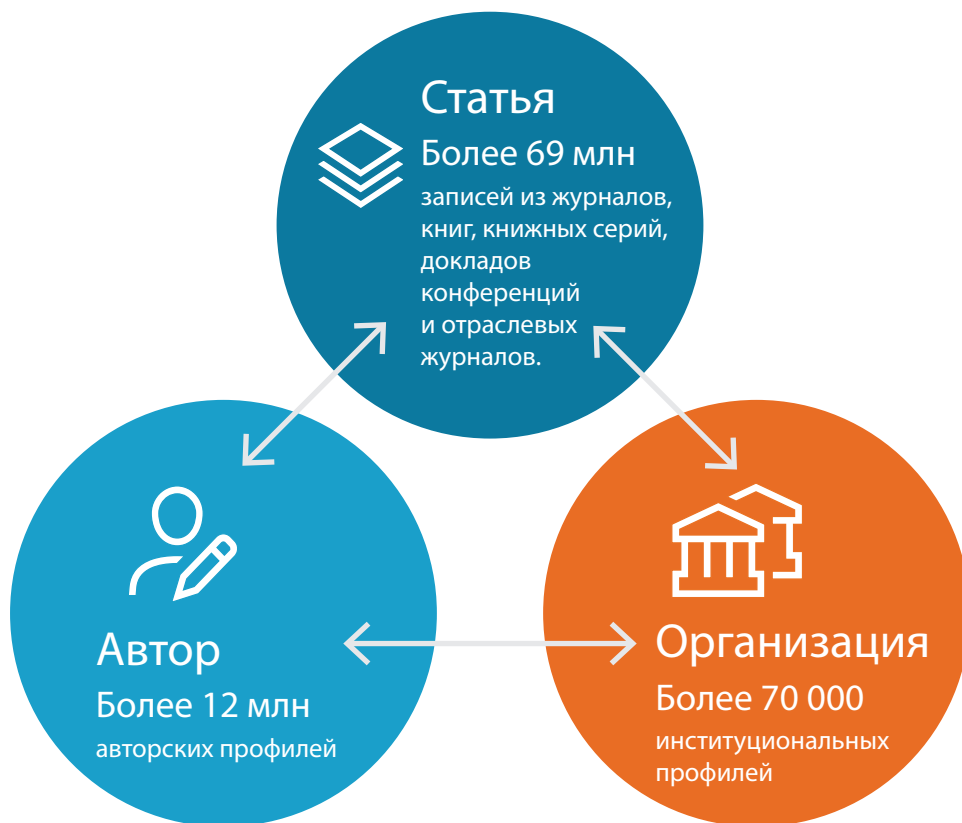 Статья
Более 69 млн
записей из журналов,
книг, книжных серий,
докладов
конференций
и отраслевых
журналов.
Автор
Более 12 млн
авторских профилей
Организация
Более 70 000
институциональных
профилей